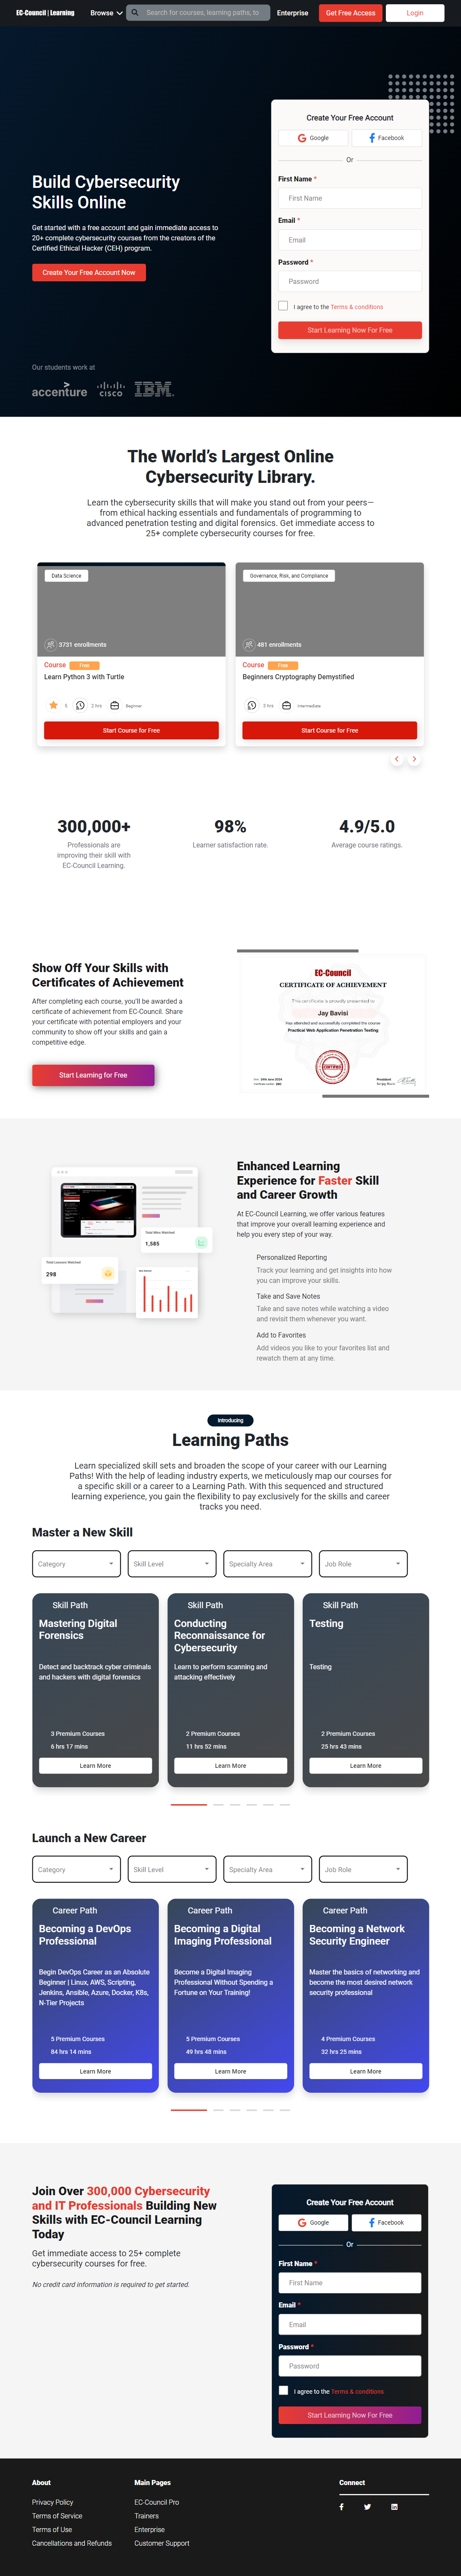 EC-Council | Learning
Browse
Search for courses, learning paths, to
Enterprise
Get Free Access
Login
Build Cybersecurity
Skills Online
Get started with a free account and gain immediate access to
20+ complete cybersecurity courses from the creators of the
Certified Ethical Hacker (CEH) program.
Create Your Free Account Now
Our students work at
accenture
CISCO
IBM
Create Your Free Account
Google
Facebook
Or
First Name *
First Name
Email *
Email
Password *
Password
I agree to the Terms & conditions
Start Learning Now For Free
The World's Largest Online
Cybersecurity Library.
Learn the cybersecurity skills that will make you stand out from your peers—
from ethical hacking essentials and fundamentals of programming to
advanced penetration testing and digital forensics. Get immediate access to
25+ complete cybersecurity courses for free.
Data Science
3731 enrollments
Course Free
Learn Python 3 with Turtle
5
2 hrs
Beginner
Start Course for Free
Governance, Risk, and Compliance
481 enrollments
Course Free
Beginners Cryptography Demystified
3 hrs
Intermediate
Start Course for Free
300,000+
Professionals are
improving their skill with
EC-Council Learning.
98%
Learner satisfaction rate.
4.9/5.0
Average course ratings.
Show Off Your Skills with
Certificates of Achievement
After completing each course, you'll be awarded a
certificate of achievement from EC-Council. Share
your certificate with potential employers and your
community to show off your skills and gain a
competitive edge.
Start Learning for Free
EC-Council
CERTIFICATE OF ACHIEVEMENT
This certificate is proudly presented to
Jay Bavisi
Has attended and successfully completed the course
Practical Web Application Penetration Testing
CERTIFIED
President
Enhanced Learning
Experience for Faster Skill
and Career Growth
At EC-Council Learning, we offer various features
that improve your overall learning experience and
help you every step of your way.
Total Mins Watched
1,585
Total Lessons Watched
298
Personalized Reporting
Track your learning and get insights into how
you can improve your skills.
Take and Save Notes
Take and save notes while watching a video
and revisit them whenever you want.
Add to Favorites
Add videos you like to your favorites list and
rewatch them at any time.
Introducing
Learning Paths
Learn specialized skill sets and broaden the scope of your career with our Learning
Paths! With the help of leading industry experts, we meticulously map our courses for
a specific skill or a career to a Learning Path. With this sequenced and structured
learning experience, you gain the flexibility to pay exclusively for the skills and career
tracks you need.
Master a New Skill
Category
Skill Level
Specialty Area
Job Role
Skill Path
Mastering Digital
Forensics
Detect and backtrack cyber criminals
and hackers with digital forensics
3 Premium Courses
6 hrs 17 mins
Learn More
Skill Path
Conducting
Reconnaissance for
Cybersecurity
Learn to perform scanning and
attacking effectively
2 Premium Courses
11 hrs 52 mins
Learn More
Skill Path
Testing
Testing
2 Premium Courses
25 hrs 43 mins
Learn More
Launch a New Career
Category
Skill Level
Specialty Area
Job Role
Career Path
Becoming a DevOps
Professional
Begin DevOps Career as an Absolute
Beginner | Linux, AWS, Scripting,
Jenkins, Ansible, Azure, Docker, K8s,
N-Tier Projects
5 Premium Courses
84 hrs 14 mins
Learn More
Career Path
Becoming a Digital
Imaging Professional
Become a Digital Imaging
Professional Without Spending a
Fortune on Your Training!
5 Premium Courses
49 hrs 48 mins
Learn More
Career Path
Becoming a Network
Security Engineer
Master the basics of networking and
become the most desired network
security professional
4 Premium Courses
32 hrs 25 mins
Learn More
Join Over 300,000 Cybersecurity
and IT Professionals Building New
Skills with EC-Council Learning
Today
Get immediate access to 25+ complete
cybersecurity courses for free.
No credit card information is required to get started.
Create Your Free Account
Google
Facebook
Or
First Name *
First Name
Email *
Email
Password *
Password
I agree to the Terms & conditions
Start Learning Now For Free
About
Privacy Policy
Terms of Service
Terms of Use
Cancellations and Refunds
Main Pages
EC-Council Pro
Trainers
Enterprise
Customer Support
Connect